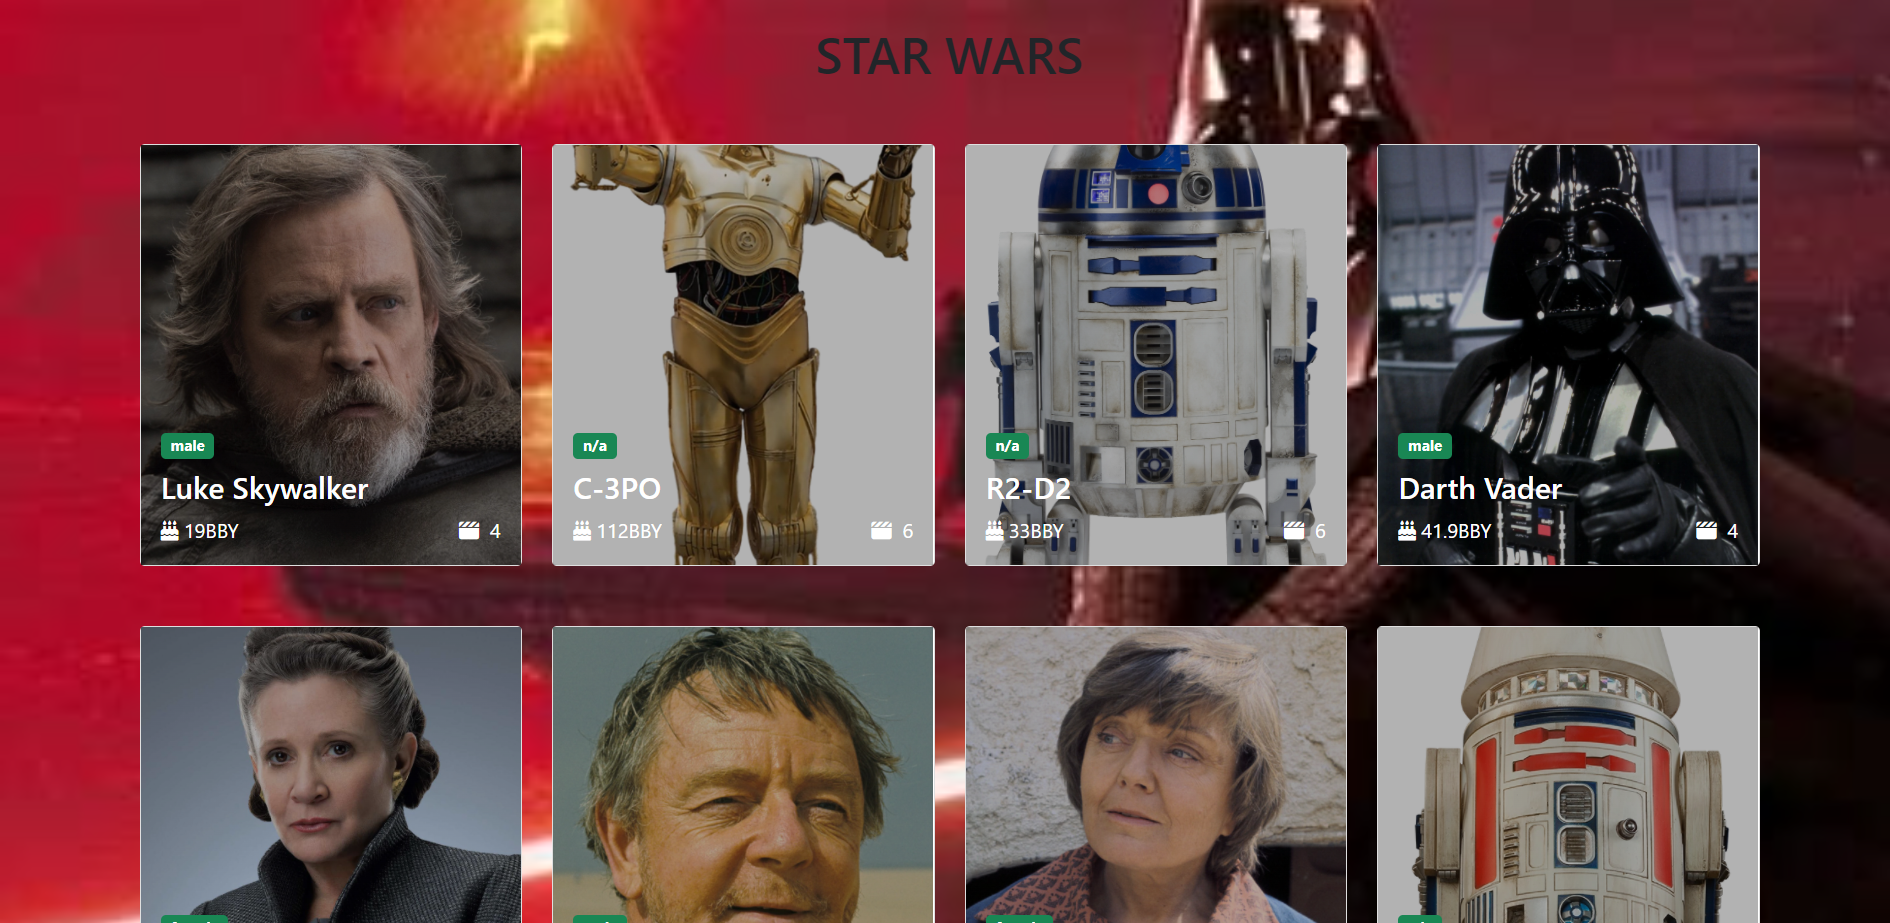 STAR WARS
male
n/a
n/a
male
Luke Skywalker
C-3PO
R2-D2
Darth Vader
19BBY
4
112BBY
6
33BBY
6
41.9BBY
4